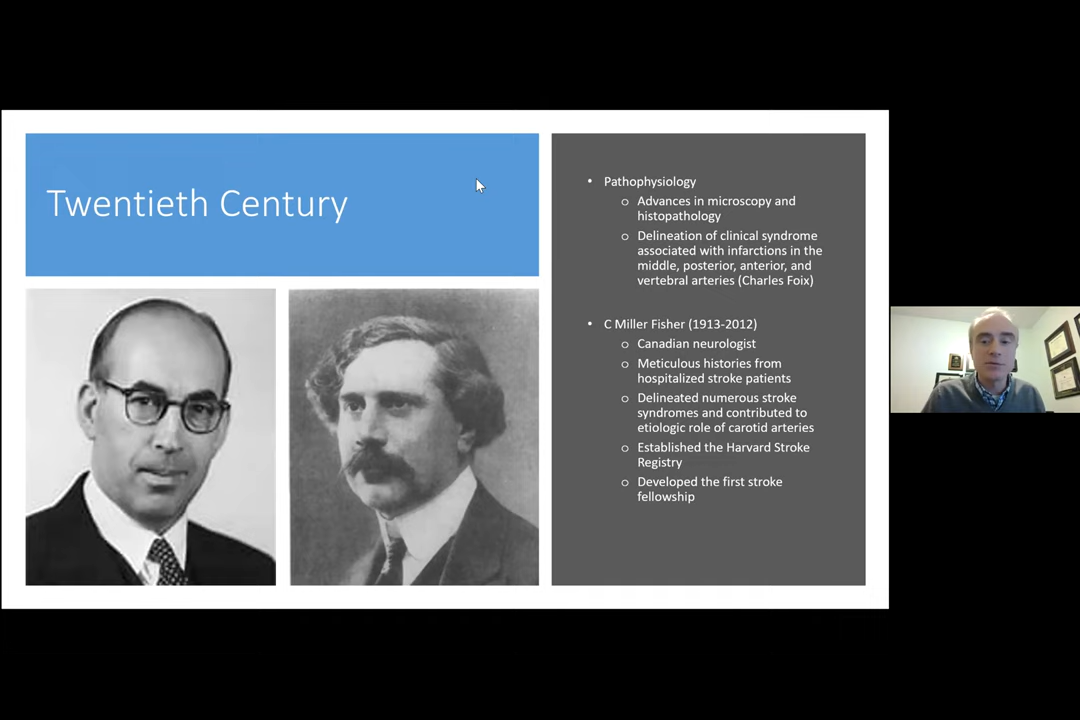 Twentieth Century
• Pathophysiology
o Advances in microscopy and
histopathology
o Delineation of clinical syndrome
associated with infarctions in the
middle, posterior, anterior, and
vertebral arteries (Charles Foix)
• C Miller Fisher (1913-2012)
o Canadian neurologist
o Meticulous histories from
hospitalized stroke patients
o Delineated numerous stroke
syndromes and contributed to
etiologic role of carotid arteries
o Established the Harvard Stroke
Registry
o Developed the first stroke
fellowship